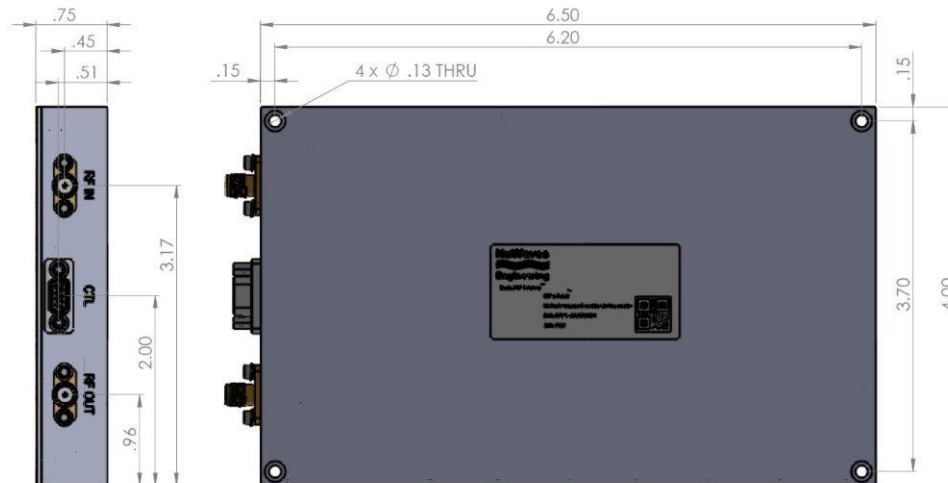 .75
.45
.51
RF IN
CTL
RF OUT
3.17
2.00
.96
6.50
6.20
.15
4 x Ø .13 THRU
.15
3.70
4.00
Engineering